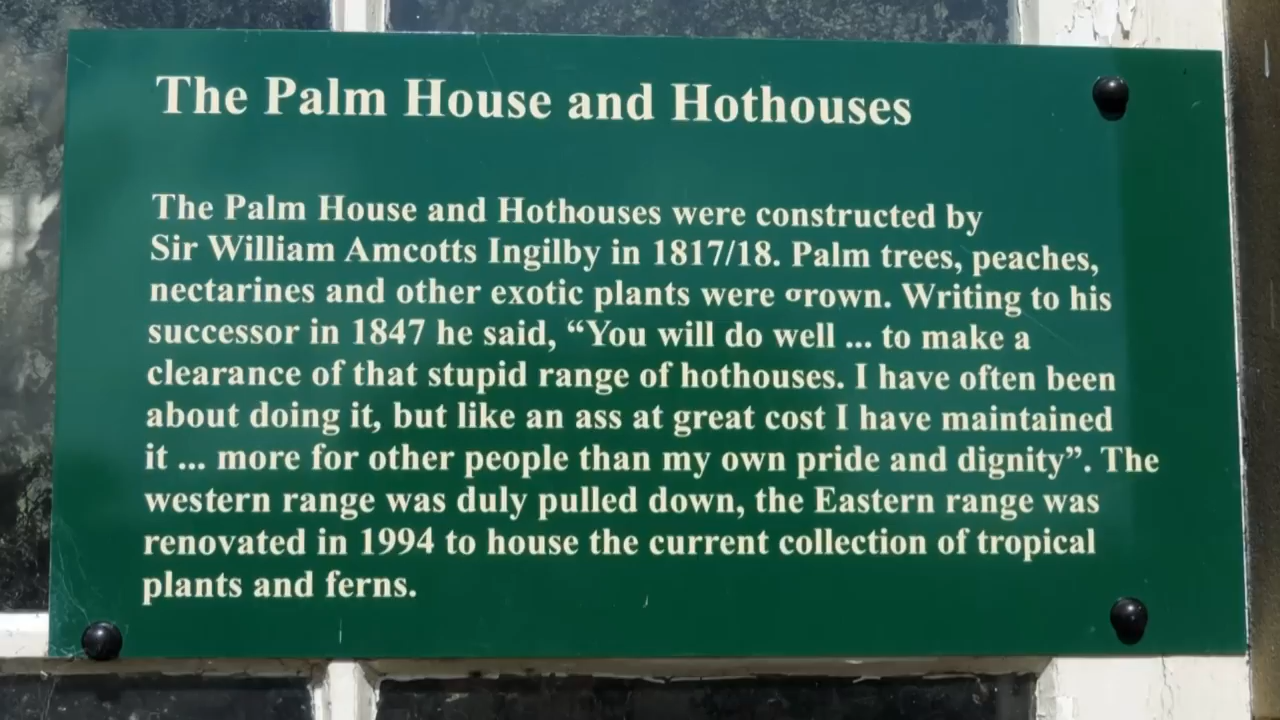 The Palm House and Hothouses
The Palm House and Hothouses were constructed by
Sir William Amcotts Ingilby in 1817/18. Palm trees, peaches,
nectarines and other exotic plants were grown. Writing to his
successor in 1847 he said, “You will do well ... to make a
clearance of that stupid range of hothouses. I have often been
about doing it, but like an ass at great cost I have maintained
it ... more for other people than my own pride and dignity”. The
western range was duly pulled down, the Eastern range was
renovated in 1994 to house the current collection of tropical
plants and ferns.